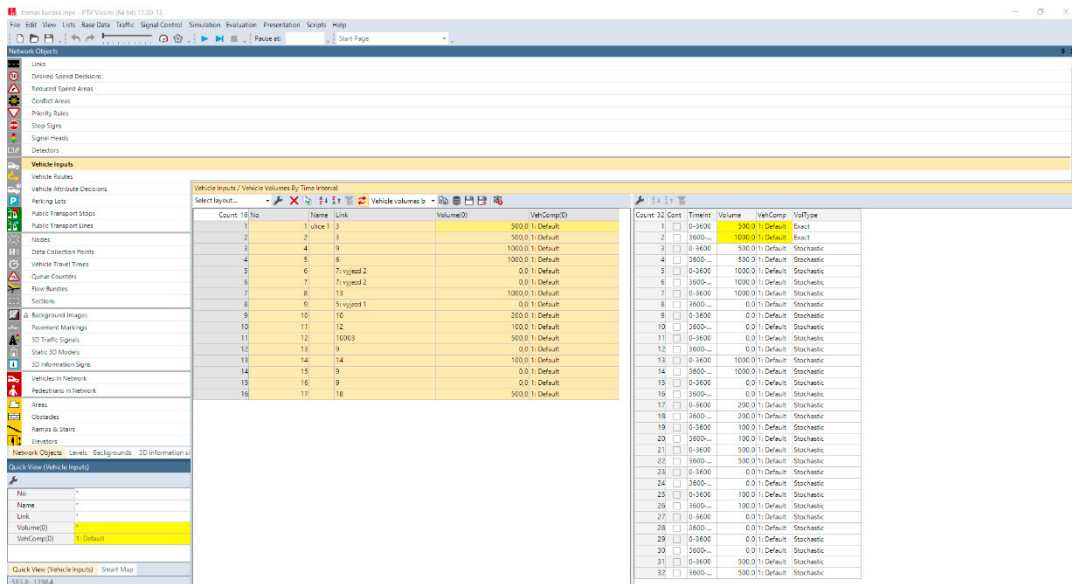 tomas kucera.inpx - PTV Vissim (64 bit) 11.00-13
File Edit View Lists Base Data Traffic Signal Control Simulation Evaluation Presentation Scripts Help
Pause at: Start Page
Network Objects
Links
Desired Speed Decisions
Reduced Speed Areas
Conflict Areas
Priority Rules
Stop Signs
Signal Heads
Detectors
Vehicle Inputs
Vehicle Routes
Vehicle Attribute Decisions
Parking Lots
Public Transport Stops
Public Transport Lines
Nodes
Data Collection Points
Vehicle Travel Times
Queue Counters
Flow Bundles
Sections
Background Images
Pavement Markings
3D Traffic Signals
Static 3D Models
3D Information Signs
Vehicles In Network
Pedestrians In Network
Areas
Obstacles
Ramps & Stairs
Elevators
Network Objects Levels Backgrounds 3D information si
Quick View (Vehicle Inputs)
No *
Name *
Link *
Volume(0) *
VehComp(0) 1: Default
Quick View (Vehicle Inputs) Smart Map
Vehicle Inputs / Vehicle Volumes By Time Interval
Select layout... Vehicle volumes b
Count: 16 No Name Link Volume(0) VehComp(0)
1 1 ulice 1 3 500,0 1: Default
2 2 3 500,0 1: Default
3 4 9 1000,0 1: Default
4 5 6 1000,0 1: Default
5 6 7: vyjezd 2 0,0 1: Default
6 7 7: vyjezd 2 0,0 1: Default
7 8 13 1000,0 1: Default
8 9 5: vyjezd 1 0,0 1: Default
9 10 10 200,0 1: Default
10 11 12 100,0 1: Default
11 12 10003 500,0 1: Default
12 13 9 0,0 1: Default
13 14 14 100,0 1: Default
14 15 9 0,0 1: Default
15 16 9 0,0 1: Default
16 17 18 500,0 1: Default
Count: 32 Cont TimeInt Volume VehComp VolType
1 0-3600 500,0 1: Default Exact
2 3600-... 1000,0 1: Default Exact
3 0-3600 500,0 1: Default Stochastic
4 3600-... 500,0 1: Default Stochastic
5 0-3600 1000,0 1: Default Stochastic
6 3600-... 1000,0 1: Default Stochastic
7 0-3600 1000,0 1: Default Stochastic
8 3600-... 0,0 1: Default Stochastic
9 0-3600 0,0 1: Default Stochastic
10 3600-... 0,0 1: Default Stochastic
11 0-3600 0,0 1: Default Stochastic
12 3600-... 0,0 1: Default Stochastic
13 0-3600 1000,0 1: Default Stochastic
14 3600-... 1000,0 1: Default Stochastic
15 0-3600 0,0 1: Default Stochastic
16 3600-... 0,0 1: Default Stochastic
17 0-3600 200,0 1: Default Stochastic
18 3600-... 200,0 1: Default Stochastic
19 0-3600 100,0 1: Default Stochastic
20 3600-... 100,0 1: Default Stochastic
21 0-3600 500,0 1: Default Stochastic
22 3600-... 500,0 1: Default Stochastic
23 0-3600 0,0 1: Default Stochastic
24 3600-... 0,0 1: Default Stochastic
25 0-3600 100,0 1: Default Stochastic
26 3600-... 100,0 1: Default Stochastic
27 0-3600 0,0 1: Default Stochastic
28 3600-... 0,0 1: Default Stochastic
29 0-3600 0,0 1: Default Stochastic
30 3600-... 0,0 1: Default Stochastic
31 0-3600 500,0 1: Default Stochastic
32 3600-... 500,0 1: Default Stochastic